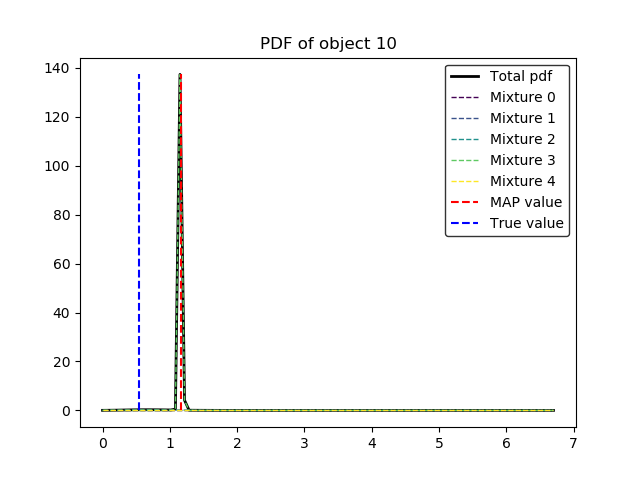 PDF of object 10
140
120
100
80
60
40
20
0
0 1 2 3 4 5 6 7
Total pdf
Mixture 0
Mixture 1
Mixture 2
Mixture 3
Mixture 4
MAP value
True value